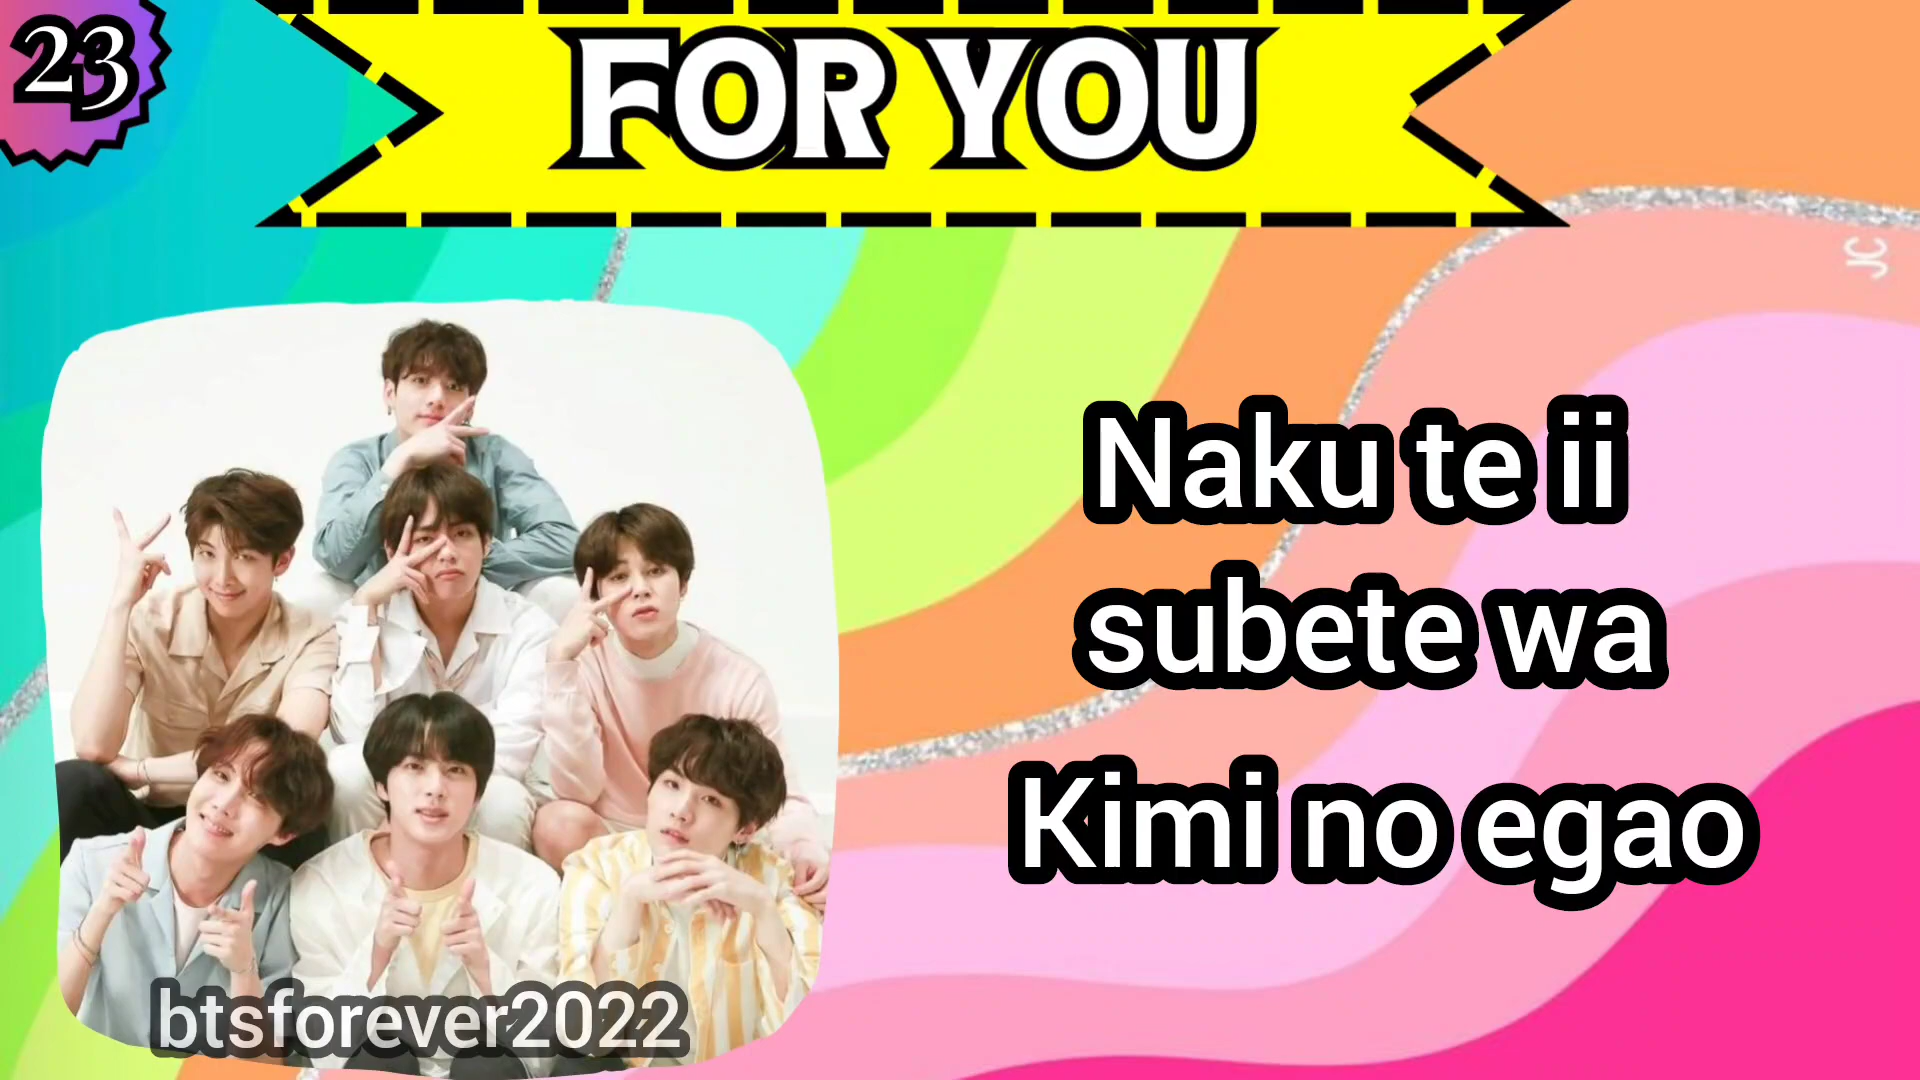 23
FOR YOU
JC
Naku te ii
subete wa
Kimi no egao
btsforever2022